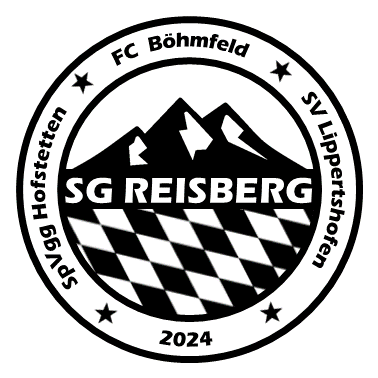 FC Böhmfeld
SpVgg Hofstetten
SV Lippertshofen
SG REISBERG
2024